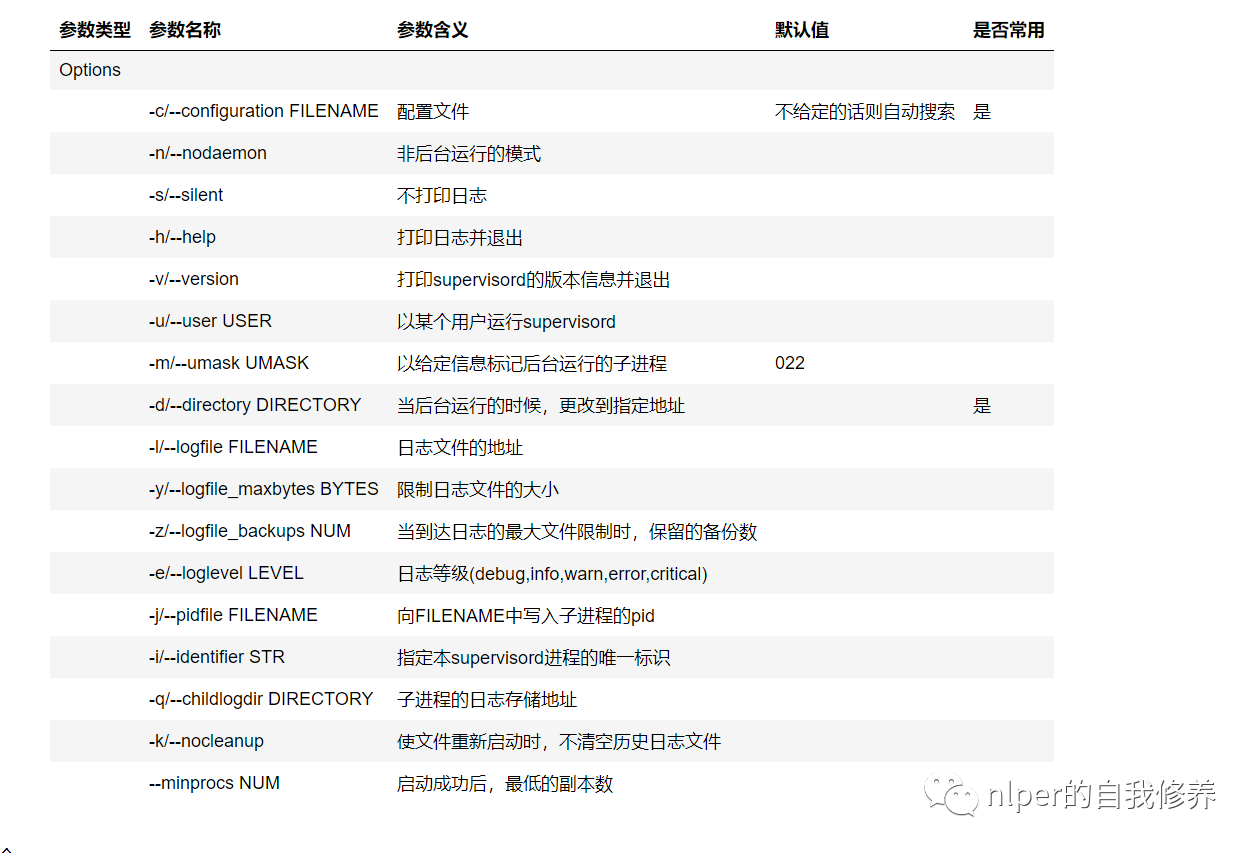 参数类型 参数名称 参数含义 默认值 是否常用
Options
-c/--configuration FILENAME 配置文件 不给定的话则自动搜索 是
-n/--nodaemon 非后台运行的模式
-s/--silent 不打印日志
-h/--help 打印日志并退出
-v/--version 打印supervisord的版本信息并退出
-u/--user USER 以某个用户运行supervisord
-m/--umask UMASK 以给定信息标记后台运行的子进程 022
-d/--directory DIRECTORY 当后台运行的时候，更改到指定地址 是
-l/--logfile FILENAME 日志文件的地址
-y/--logfile_maxbytes BYTES 限制日志文件的大小
-z/--logfile_backups NUM 当到达日志的最大文件限制时，保留的备份数
-e/--loglevel LEVEL 日志等级(debug,info,warn,error,critical)
-j/--pidfile FILENAME 向FILENAME中写入子进程的pid
-i/--identifier STR 指定本supervisord进程的唯一标识
-q/--childlogdir DIRECTORY 子进程的日志存储地址
-k/--nocleanup 使文件重新启动时，不清空历史日志文件
--minprocs NUM 启动成功后，最低的副本数
nlper的自我修养
^